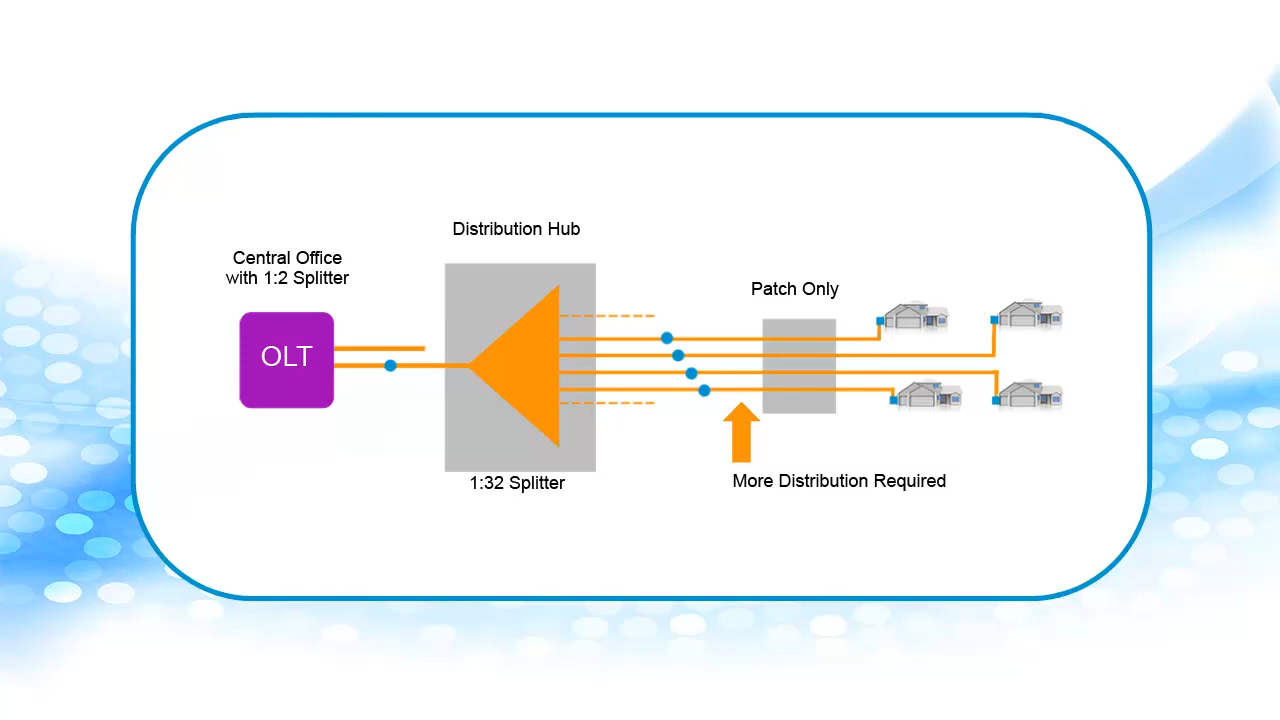 Distribution Hub
Central Office
with 1:2 Splitter
Patch Only
OLT
1:32 Splitter
More Distribution Required